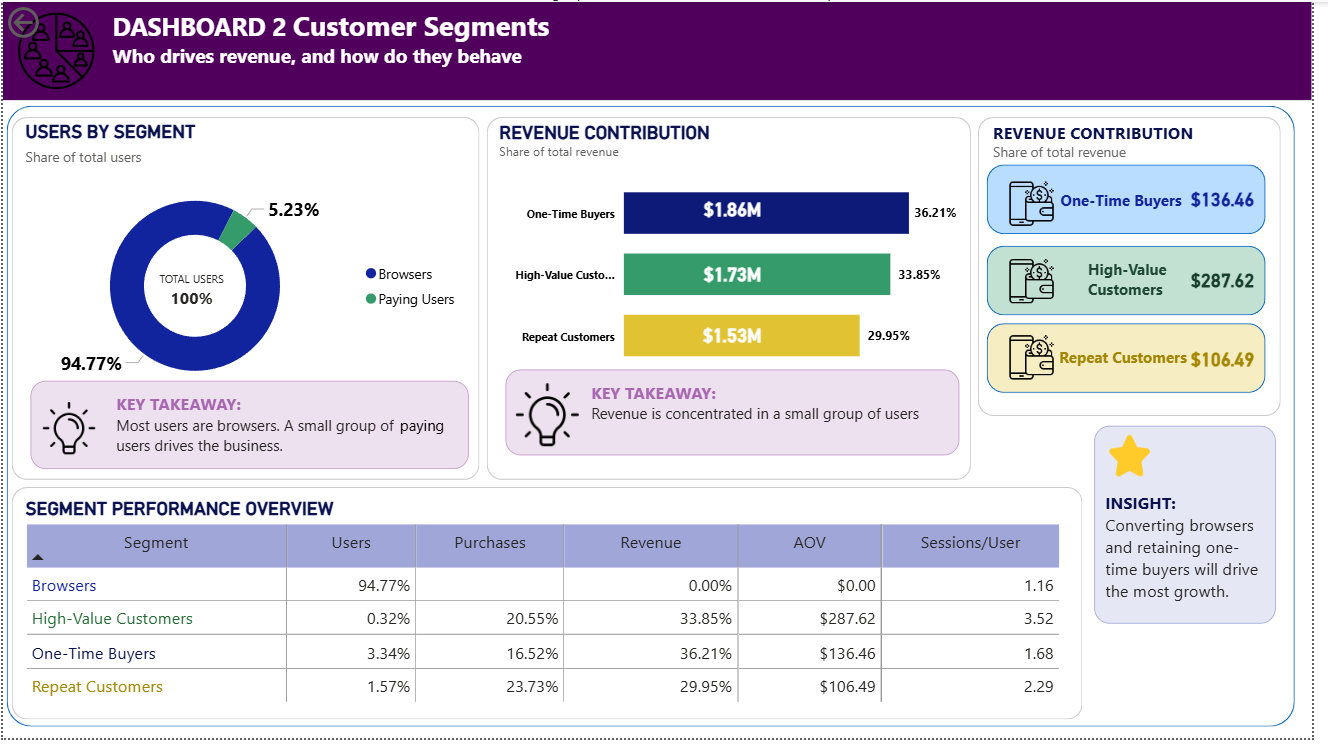 DASHBOARD 2 Customer Segments
Who drives revenue, and how do they behave
USERS BY SEGMENT
Share of total users
5.23%
TOTAL USERS
100%
Browsers
Paying Users
94.77%
KEY TAKEAWAY:
Most users are browsers. A small group of paying
users drives the business.
REVENUE CONTRIBUTION
Share of total revenue
One-Time Buyers $1.86M 36.21%
High-Value Custo... $1.73M 33.85%
Repeat Customers $1.53M 29.95%
KEY TAKEAWAY:
Revenue is concentrated in a small group of users
REVENUE CONTRIBUTION
Share of total revenue
One-Time Buyers $136.46
High-Value
Customers $287.62
Repeat Customers $106.49
INSIGHT:
Converting browsers
and retaining one-
time buyers will drive
the most growth.
SEGMENT PERFORMANCE OVERVIEW
Segment Users Purchases Revenue AOV Sessions/User
Browsers 94.77% 0.00% $0.00 1.16
High-Value Customers 0.32% 20.55% 33.85% $287.62 3.52
One-Time Buyers 3.34% 16.52% 36.21% $136.46 1.68
Repeat Customers 1.57% 23.73% 29.95% $106.49 2.29